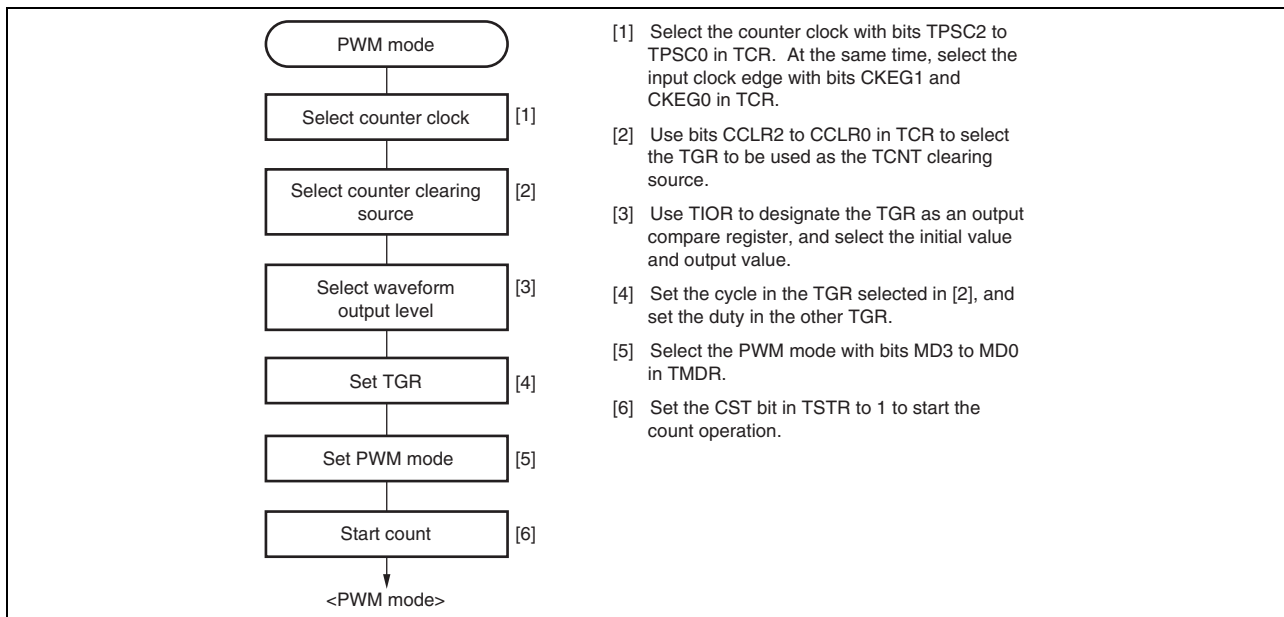 PWM mode
Select counter clock
[1]
Select counter clearing
source
[2]
Select waveform
output level
[3]
Set TGR
[4]
Set PWM mode
[5]
Start count
[6]
<PWM mode>
[1] Select the counter clock with bits TPSC2 to
TPSC0 in TCR. At the same time, select the
input clock edge with bits CKEG1 and
CKEG0 in TCR.
[2] Use bits CCLR2 to CCLR0 in TCR to select
the TGR to be used as the TCNT clearing
source.
[3] Use TIOR to designate the TGR as an output
compare register, and select the initial value
and output value.
[4] Set the cycle in the TGR selected in [2], and
set the duty in the other TGR.
[5] Select the PWM mode with bits MD3 to MD0
in TMDR.
[6] Set the CST bit in TSTR to 1 to start the
count operation.